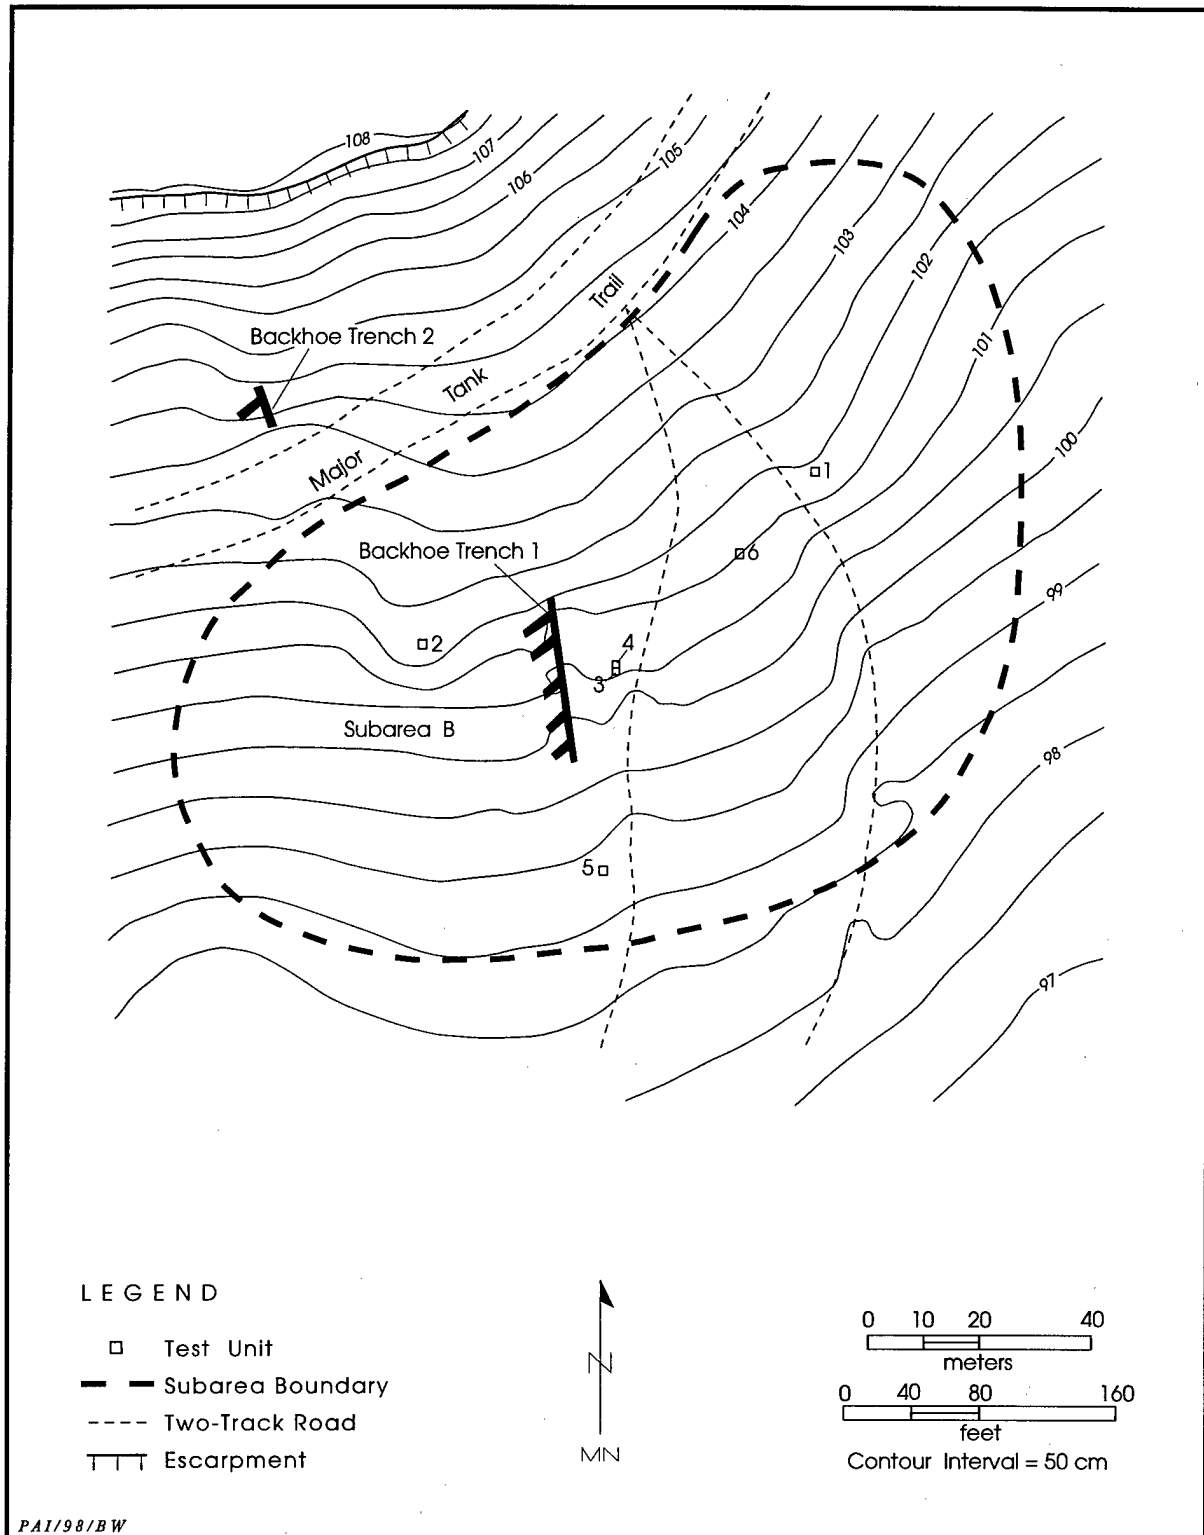 108
107
106
105
104
103
102
101
100
99
98
97
Trail
Tank
Major
Backhoe Trench 2
Backhoe Trench 1
1
6
2
4
3
Subarea B
5
LEGEND
Test Unit
Subarea Boundary
Two-Track Road
Escarpment
N
MN
0 10 20 40
meters
0 40 80 160
feet
Contour Interval = 50 cm
PAI/98/BW